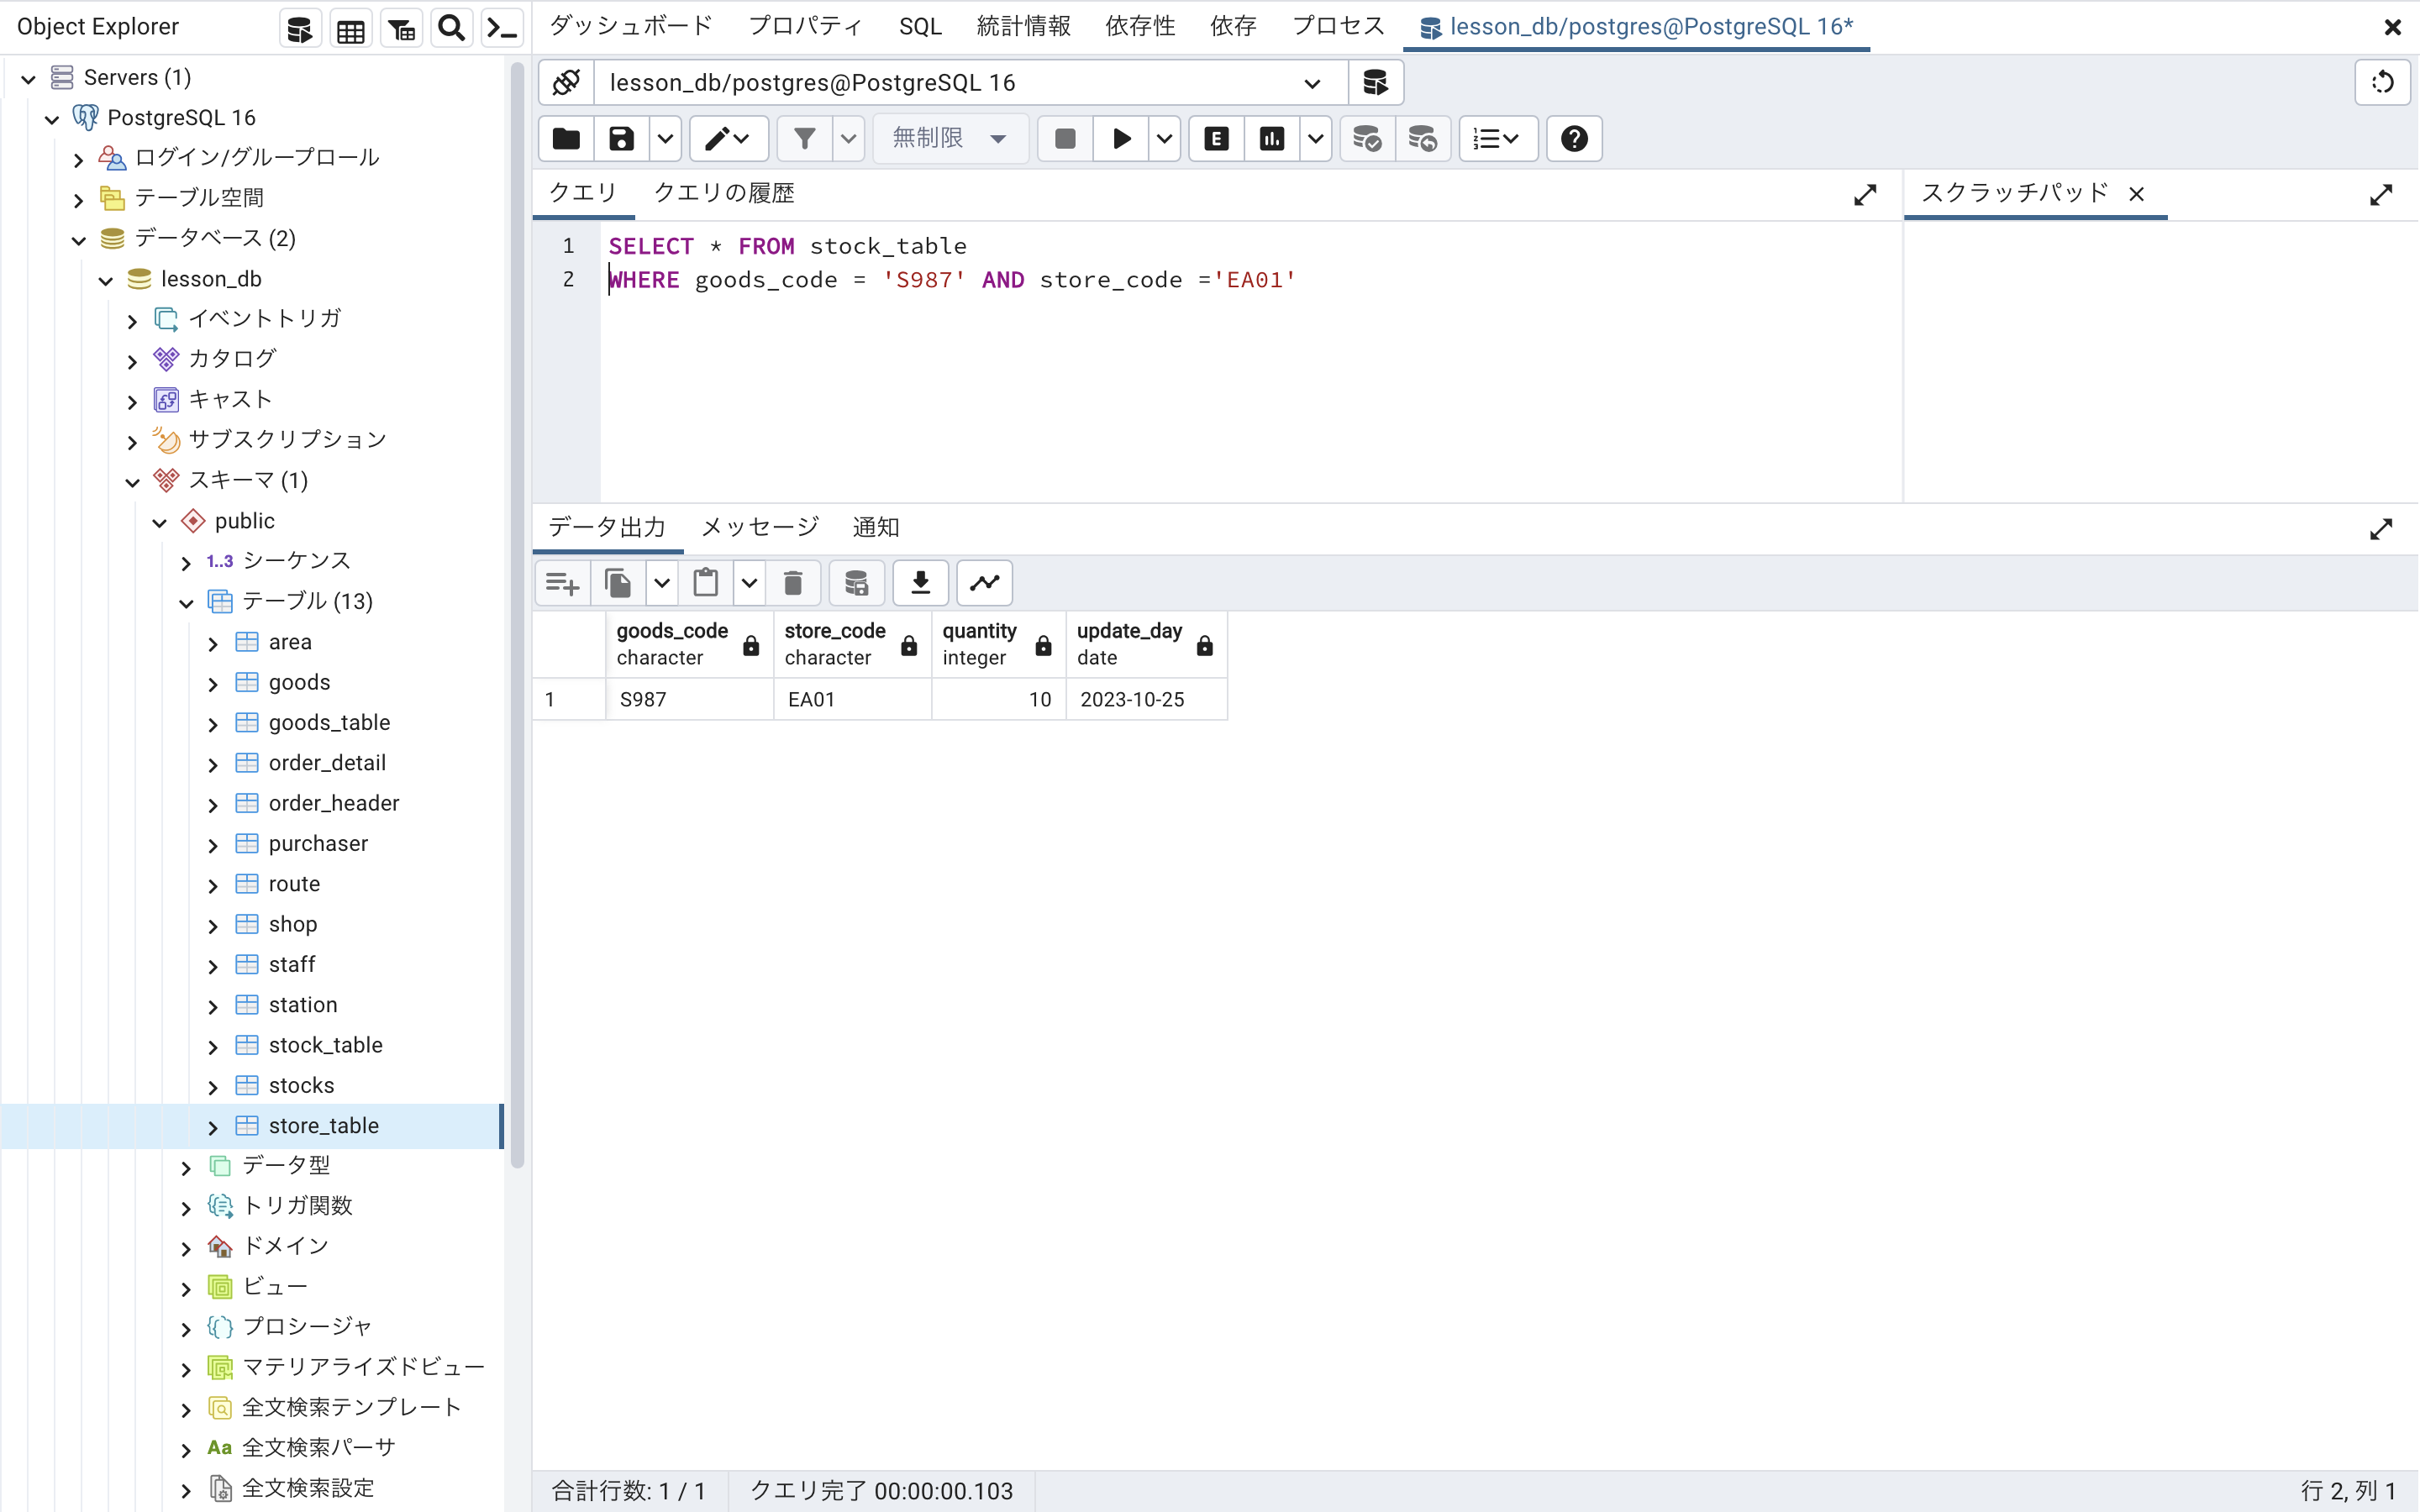 Object Explorer
Servers (1)
PostgreSQL 16
ログイン/グループロール
テーブル空間
データベース (2)
lesson_db
イベントトリガ
カタログ
キャスト
サブスクリプション
スキーマ (1)
public
1..3 シーケンス
テーブル (13)
area
goods
goods_table
order_detail
order_header
purchaser
route
shop
staff
station
stock_table
stocks
store_table
データ型
トリガ関数
ドメイン
ビュー
プロシージャ
マテリアライズドビュー
全文検索テンプレート
Aa 全文検索パーサ
全文検索設定
ダッシュボード プロパティ SQL 統計情報 依存性 依存 プロセス lesson_db/postgres@PostgreSQL 16*
lesson_db/postgres@PostgreSQL 16
無制限 E
クエリ クエリの履歴
スクラッチパッド
1 SELECT * FROM stock_table
2 WHERE goods_code = 'S987' AND store_code ='EA01'
データ出力 メッセージ 通知
goods_code store_code quantity update_day
character character integer date
1 S987 EA01 10 2023-10-25
合計行数: 1 / 1 クエリ完了 00:00:00.103 行 2, 列 1